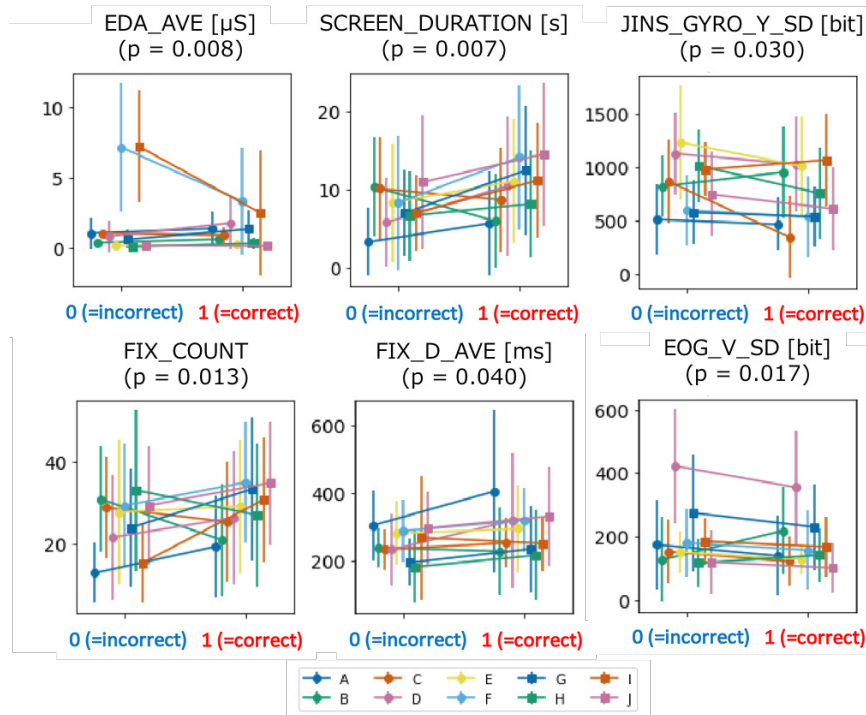 EDA_AVE [µS]
(p = 0.008)
10
5
0
0 (=incorrect) 1 (=correct)
SCREEN_DURATION [s]
(p = 0.007)
20
10
0
0 (=incorrect) 1 (=correct)
JINS_GYRO_Y_SD [bit]
(p = 0.030)
1500
1000
500
0
0 (=incorrect) 1 (=correct)
FIX_COUNT
(p = 0.013)
40
20
0 (=incorrect) 1 (=correct)
FIX_D_AVE [ms]
(p = 0.040)
600
400
200
0 (=incorrect) 1 (=correct)
EOG_V_SD [bit]
(p = 0.017)
600
400
200
0
0 (=incorrect) 1 (=correct)
A C E G I
B D F H J